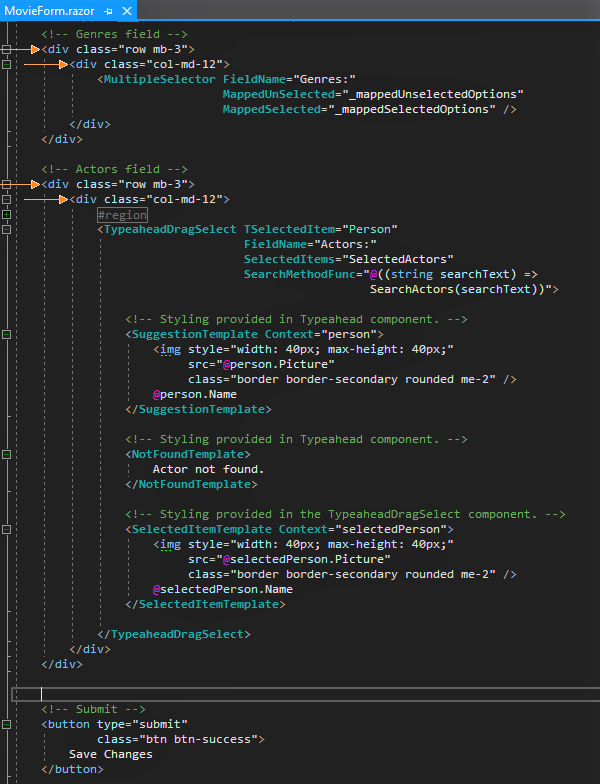 MovieForm.razor
<!-- Genres field -->
<div class="row mb-3">
<div class="col-md-12">
<MultipleSelector FieldName="Genres:"
MappedUnSelected="_mappedUnselectedOptions"
MappedSelected="_mappedSelectedOptions" />
</div>
</div>
<!-- Actors field -->
<div class="row mb-3">
<div class="col-md-12">
#region
<TypeaheadDragSelect TSelectedItem="Person"
FieldName="Actors:"
SelectedItems="SelectedActors"
SearchMethodFunc="@((string searchText) =>
SearchActors(searchText))">
<!-- Styling provided in Typeahead component. -->
<SuggestionTemplate Context="person">
<img style="width: 40px; max-height: 40px;"
src="@person.Picture"
class="border border-secondary rounded me-2" />
@person.Name
</SuggestionTemplate>
<!-- Styling provided in Typeahead component. -->
<NotFoundTemplate>
Actor not found.
</NotFoundTemplate>
<!-- Styling provided in the TypeaheadDragSelect component. -->
<SelectedItemTemplate Context="selectedPerson">
<img style="width: 40px; max-height: 40px;"
src="@selectedPerson.Picture"
class="border border-secondary rounded me-2" />
@selectedPerson.Name
</SelectedItemTemplate>
</TypeaheadDragSelect>
</div>
</div>
<!-- Submit -->
<button type="submit"
class="btn btn-success">
Save Changes
</button>